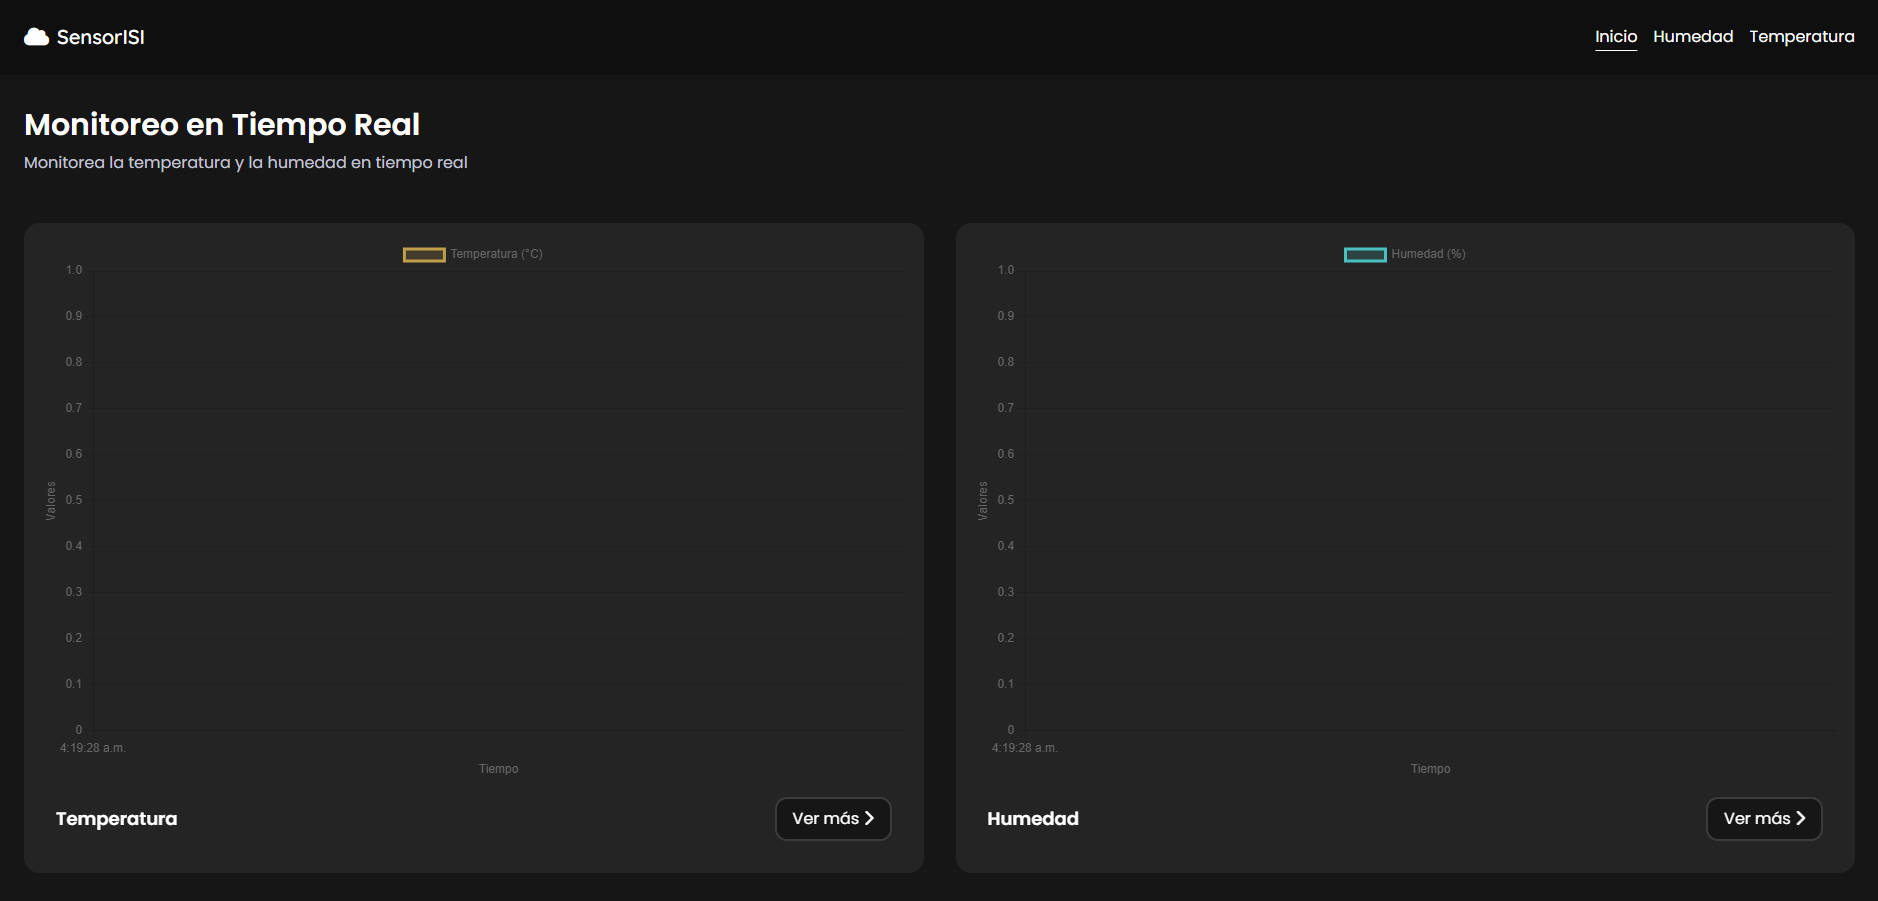 SensorISI
Inicio Humedad Temperatura
Monitoreo en Tiempo Real
Monitorea la temperatura y la humedad en tiempo real
Temperatura (°C)
1.0
0.9
0.8
0.7
0.6
0.5
0.4
0.3
0.2
0.1
0
Valores
4:19:28 a.m.
Tiempo
Temperatura
Ver más
Humedad (%)
1.0
0.9
0.8
0.7
0.6
0.5
0.4
0.3
0.2
0.1
0
Valores
4:19:28 a.m.
Tiempo
Humedad
Ver más